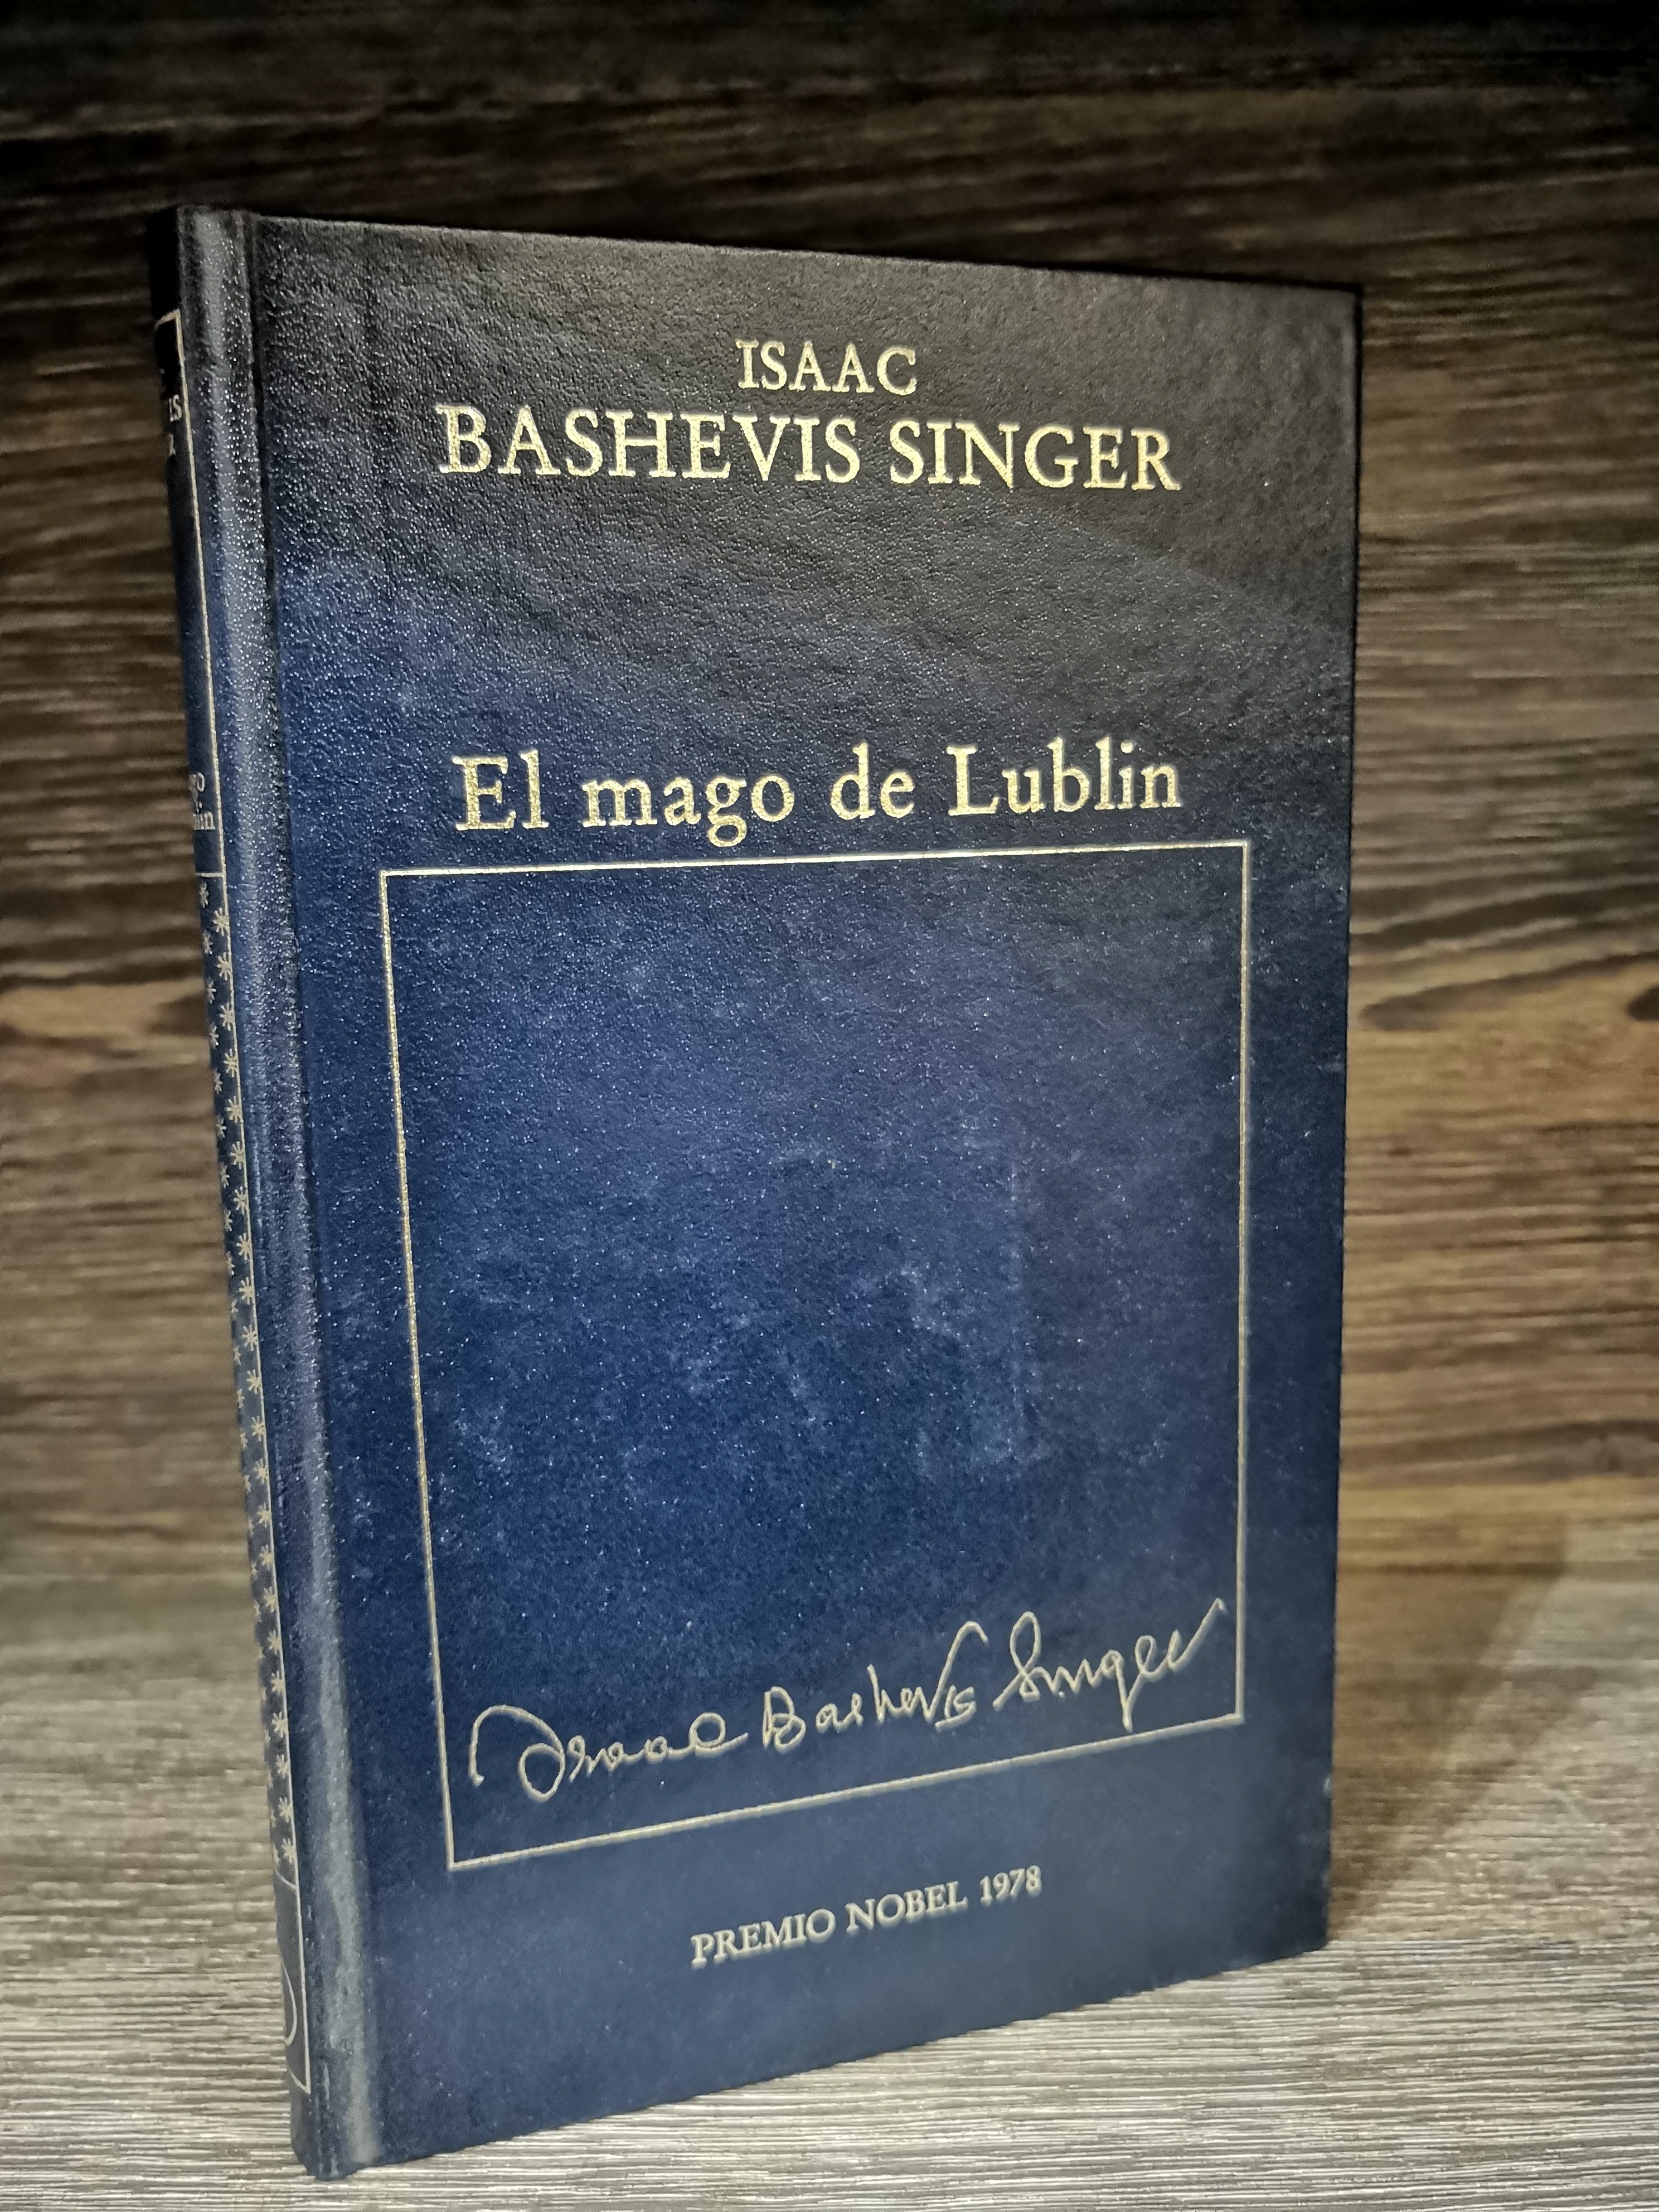 ISAAC
BASHEVIS SINGER
El mago de Lublin
Isaac Bashevis Singer
PREMIO NOBEL 1978